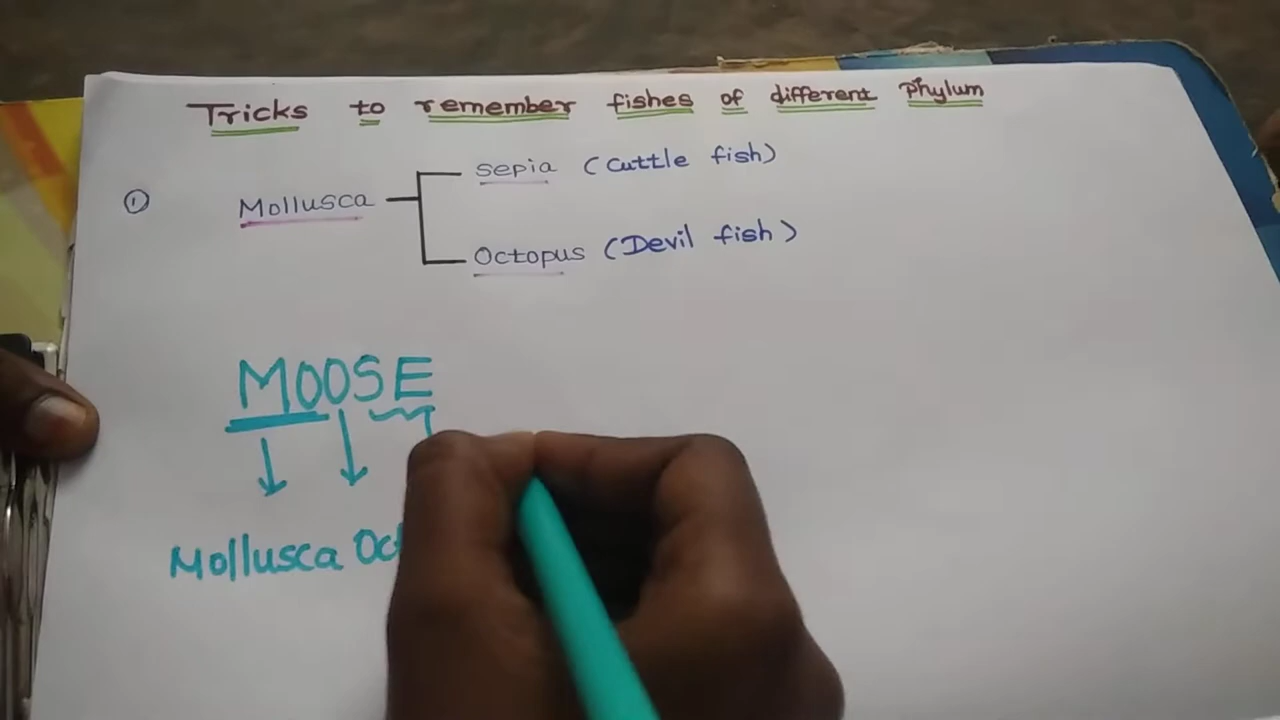 Tricks to remember fishes of different Phylum
① Mollusca
Sepia (Cuttle fish)
Octopus (Devil fish)
MOOSE
Mollusca